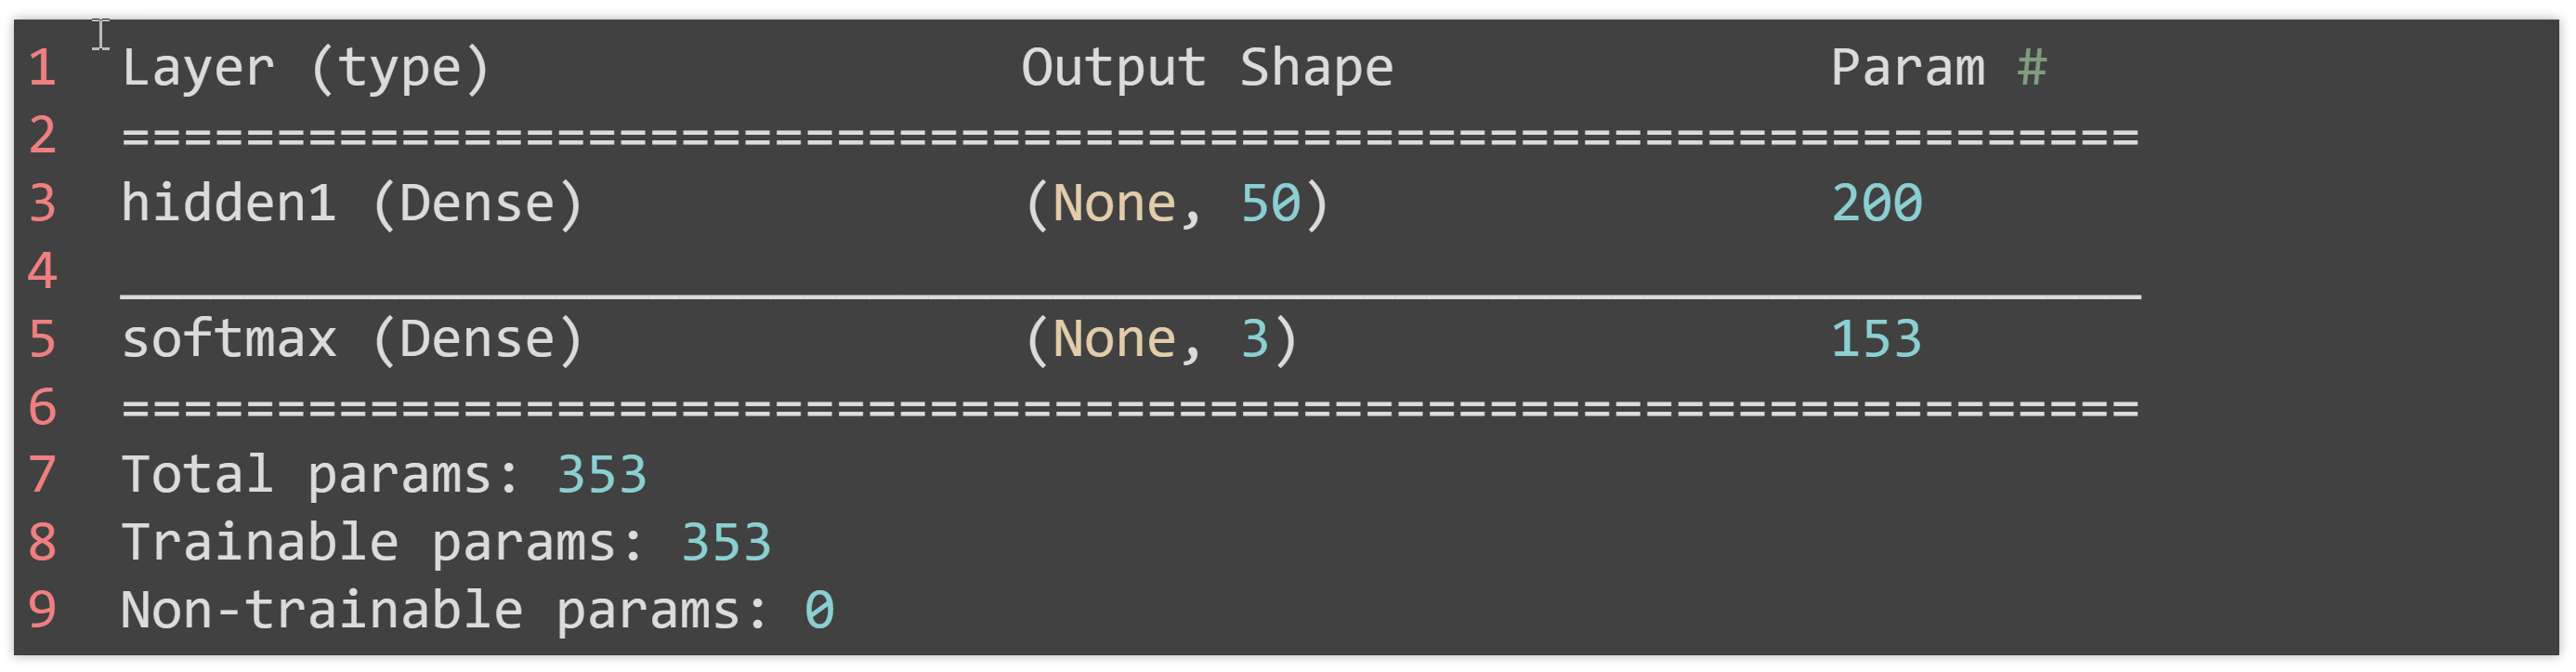 1 Layer (type) Output Shape Param #
2 =================================================================
3 hidden1 (Dense) (None, 50) 200
4 _________________________________________________________________
5 softmax (Dense) (None, 3) 153
6 =================================================================
7 Total params: 353
8 Trainable params: 353
9 Non-trainable params: 0